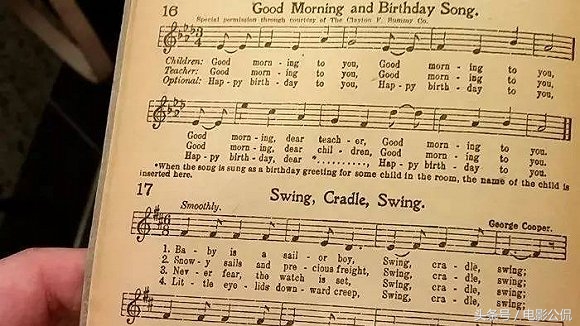 16 Good Morning and Birthday Song.
Special permission through courtesy of The Clayton F. Summy Co.
Children: Good morn - ing to you, Good morn - ing to you,
Teacher: Good morn - ing to you, Good morn - ing to you,
Optional: Hap - py birth - day to you, Hap - py birth - day to you,
Good morn - ing, dear teach - er, Good morn - ing to you.
Good morn - ing, dear chil - dren, Good morn - ing to you.
Hap - py birth - day, dear *.........., Hap - py birth - day to you.
*When the song is sung as a birthday greeting for some child in the room, the name of the child is
inserted here.
17 Swing, Cradle, Swing.
Smoothly. George Cooper.
1. Ba - by is a sail - or boy, Swing, cra - dle, swing;
2. Snow - y sails and pre - cious freight, Swing, cra - dle, swing;
3. Nev - er fear, the watch is set, Swing, cra - dle, swing;
4. Lit - tle eye - lids down - ward creep, Swing, cra - dle, swing;
头条号 / 电影公侃